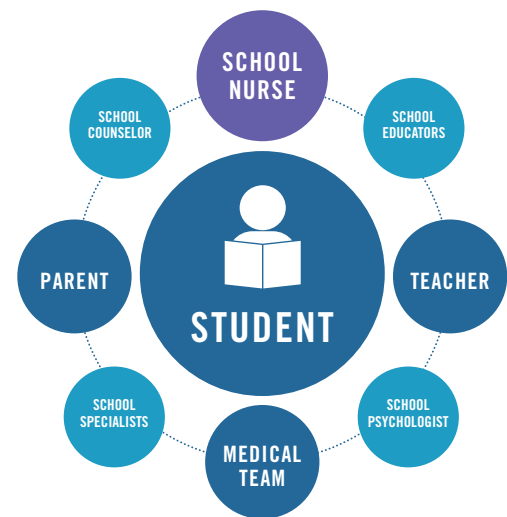 SCHOOL
NURSE
SCHOOL
COUNSELOR
SCHOOL
EDUCATORS
PARENT
STUDENT
TEACHER
SCHOOL
SPECIALISTS
MEDICAL
TEAM
SCHOOL
PSYCHOLOGIST